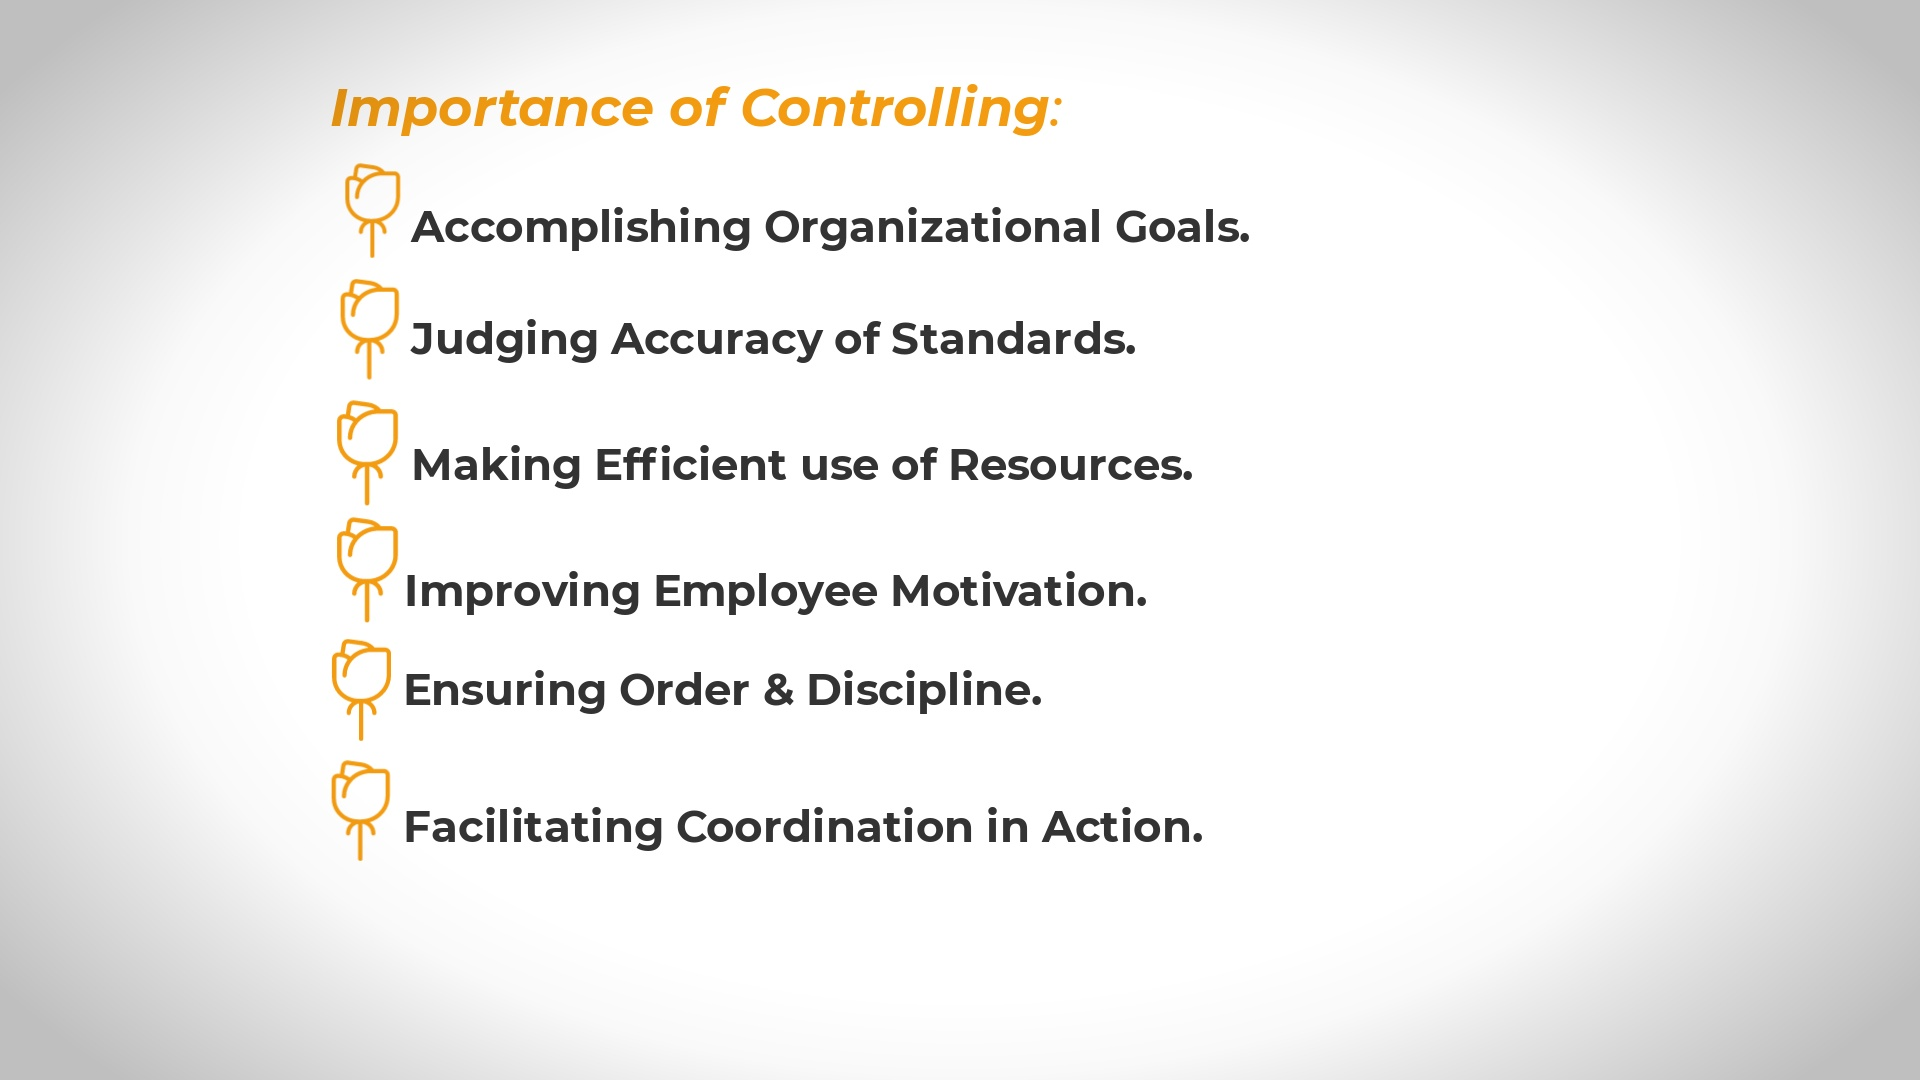 Importance of Controlling:
Accomplishing Organizational Goals.
Judging Accuracy of Standards.
Making Efficient use of Resources.
Improving Employee Motivation.
Ensuring Order & Discipline.
Facilitating Coordination in Action.